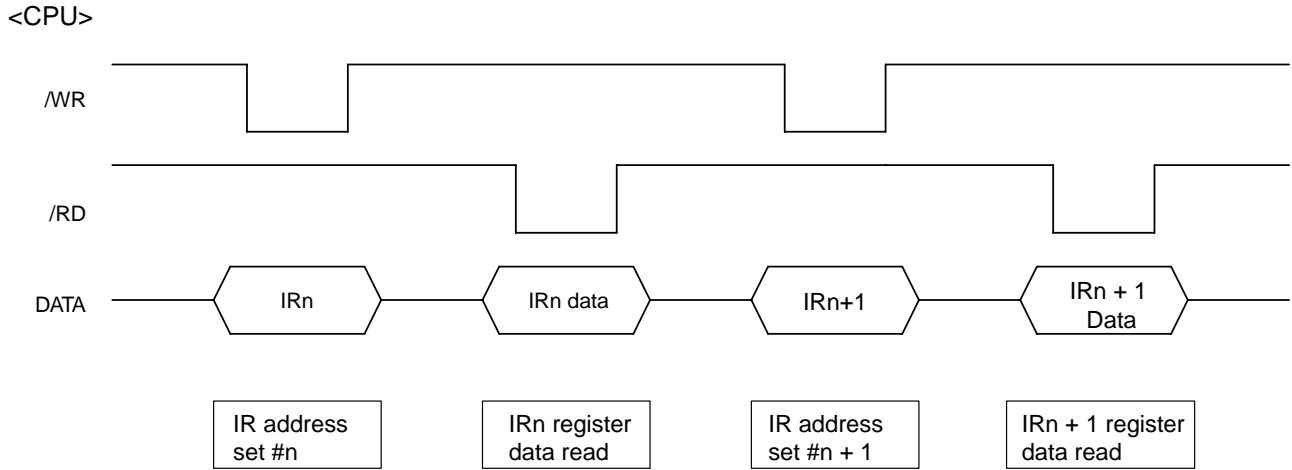 <CPU>
/WR
/RD
DATA
IRn
IRn data
IRn+1
IRn + 1
Data
IR address
set #n
IRn register
data read
IR address
set #n + 1
IRn + 1 register
data read